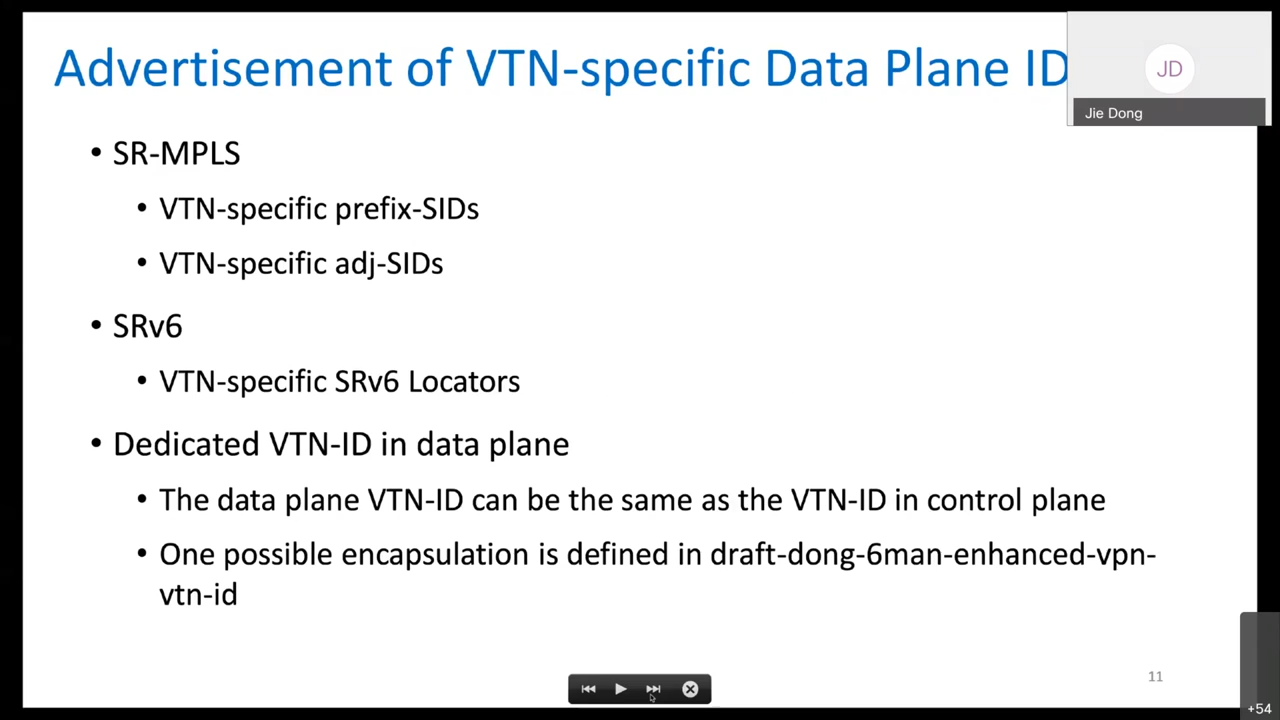 Advertisement of VTN-specific Data Plane ID
JD
Jie Dong
• SR-MPLS
• VTN-specific prefix-SIDs
• VTN-specific adj-SIDs
• SRv6
• VTN-specific SRv6 Locators
• Dedicated VTN-ID in data plane
• The data plane VTN-ID can be the same as the VTN-ID in control plane
• One possible encapsulation is defined in draft-dong-6man-enhanced-vpn-
vtn-id
11
+54